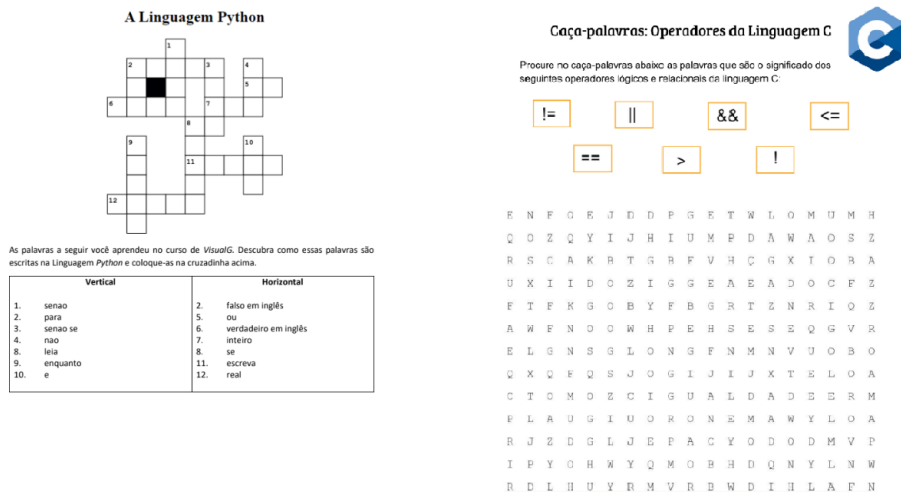 A Linguagem Python
1
2 3 4
5
6 7
8
9 10
11
12
As palavras a seguir você aprendeu no curso de VisualG. Descubra como essas palavras são
escritas na Linguagem Python e coloque-as na cruzadinha acima.
Vertical
1. senao
2. para
3. senao se
4. nao
8. leia
9. enquanto
10. e
Horizontal
2. falso em inglês
5. ou
6. verdadeiro em inglês
7. inteiro
8. se
11. escreva
12. real
Caça-palavras: Operadores da Linguagem C
C
Procure no caça-palavras abaixo as palavras que são o significado dos
seguintes operadores lógicos e relacionais da linguagem C:
!= || && <=
== > !
E N F G E J D D P G E T W L O M U M H
Q O Z Q Y I J H I U M P D A W A O S Z
R S C A K B T G B F V H C G X I O B A
U X I I D O Z I G G E A E A D O C F Z
F T F K G O B Y F B G R T Z N R I Q Z
A W F N O O W H P E H S E S E Q G V R
E L G N S G L O N G F N M N V U O B O
Q X Q F Q S J O G I J I J X T E L O A
C T O M O Z C I G U A L D A D E E R M
P L A U G I U O R O N E M A W Y L O A
R J Z D G L J E P A C Y O D O D M V P
I P Y O H W Y Q M O B H D Q N Y L N W
R D L H U Y R M V R B W D I H L A F N